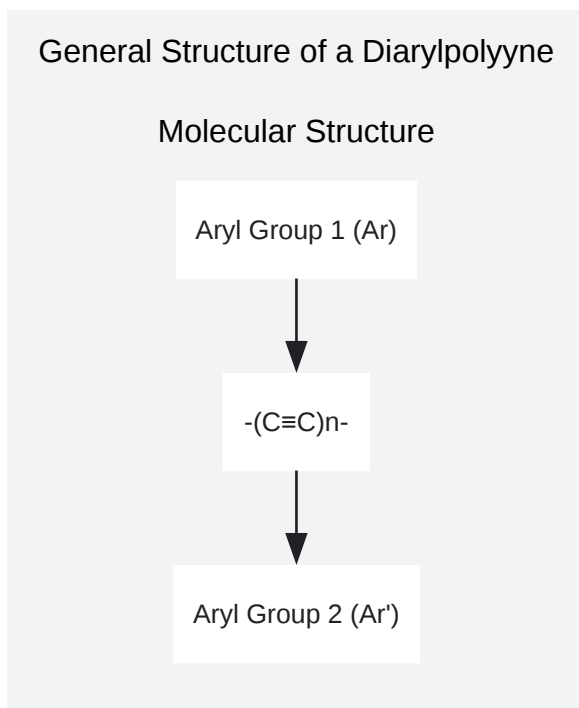 General Structure of a Diarylpolyyne
Molecular Structure
Aryl Group 1 (Ar)
-(C≡C)n-
Aryl Group 2 (Ar')